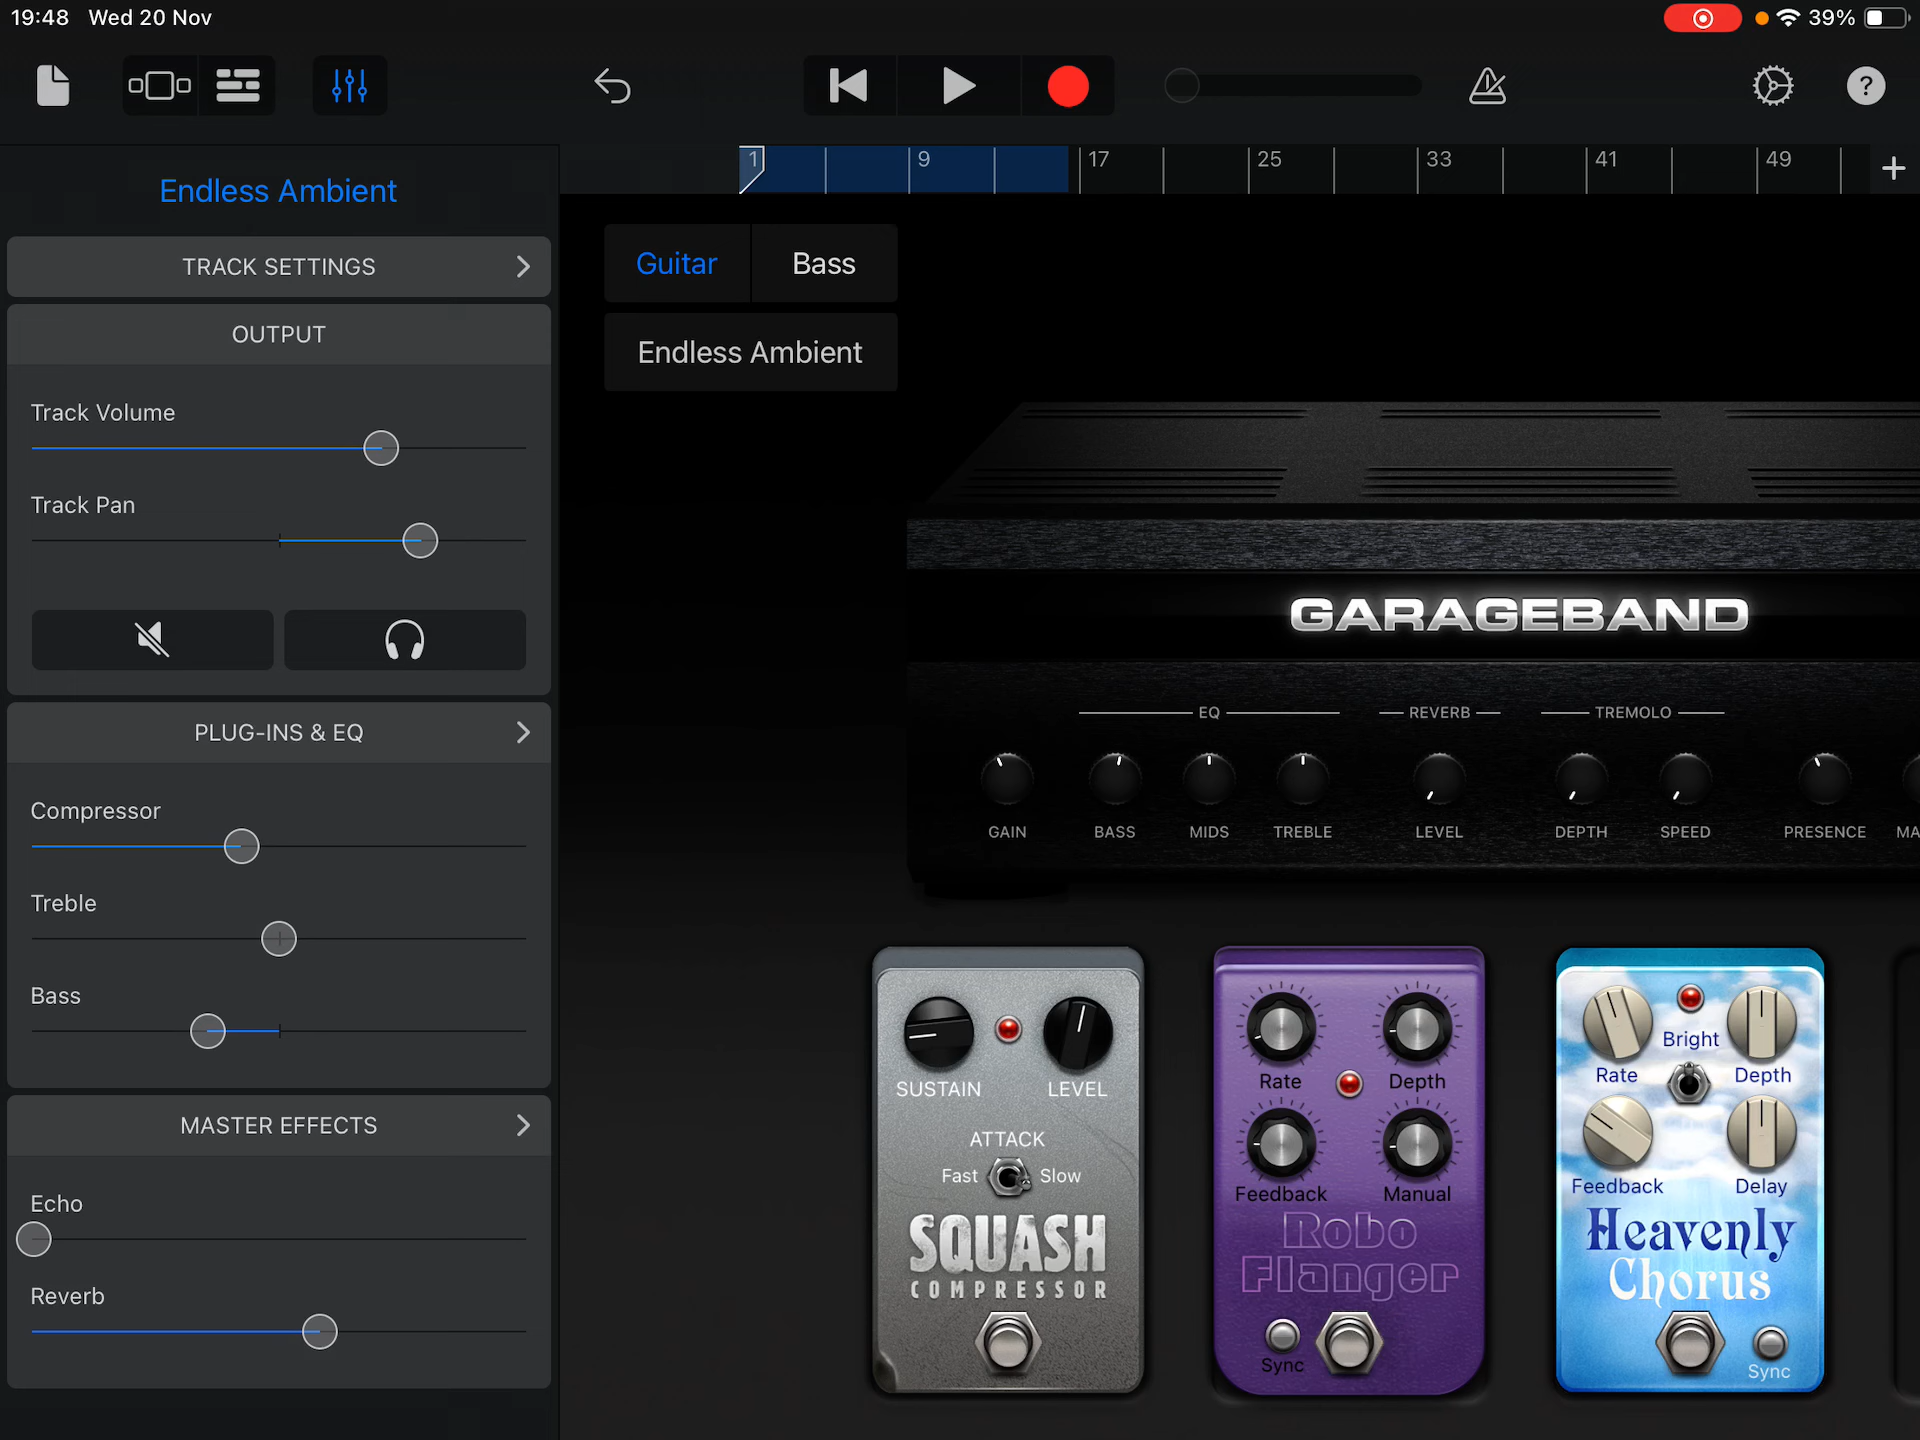 19:48 Wed 20 Nov
39%
?
1 9 17 25 33 41 49 +
Endless Ambient
TRACK SETTINGS
OUTPUT
Track Volume
Track Pan
PLUG-INS & EQ
Compressor
Treble
Bass
MASTER EFFECTS
Echo
Reverb
Guitar Bass
Endless Ambient
GARAGEBAND
EQ REVERB TREMOLO
GAIN BASS MIDS TREBLE LEVEL DEPTH SPEED PRESENCE MA
SUSTAIN LEVEL
ATTACK
Fast Slow
SQUASH
COMPRESSOR
Rate Depth
Feedback Manual
Robo
Flanger
Sync
Bright
Rate Depth
Feedback Delay
Heavenly
Chorus
Sync